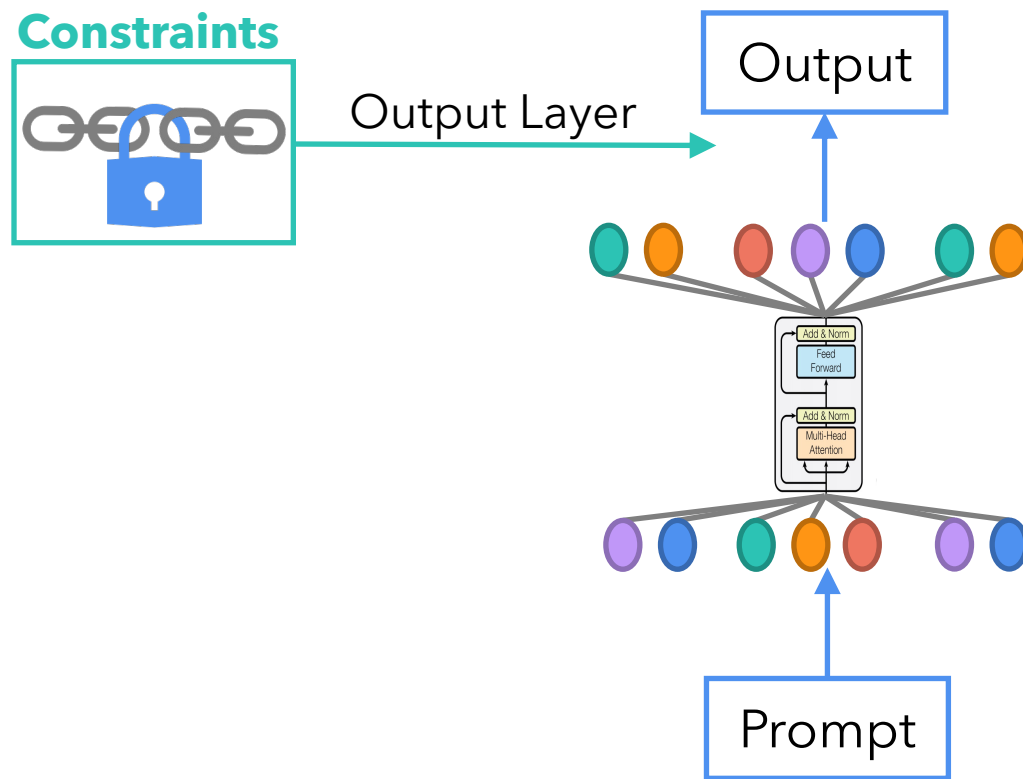 Constraints
Output Layer
Output
Add & Norm
Feed
Forward
Add & Norm
Multi-Head
Attention
Prompt